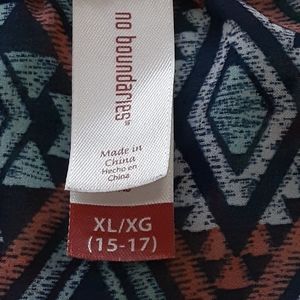 no boundaries
Made in
China
Hecho en
China
XL/XG
(15-17)